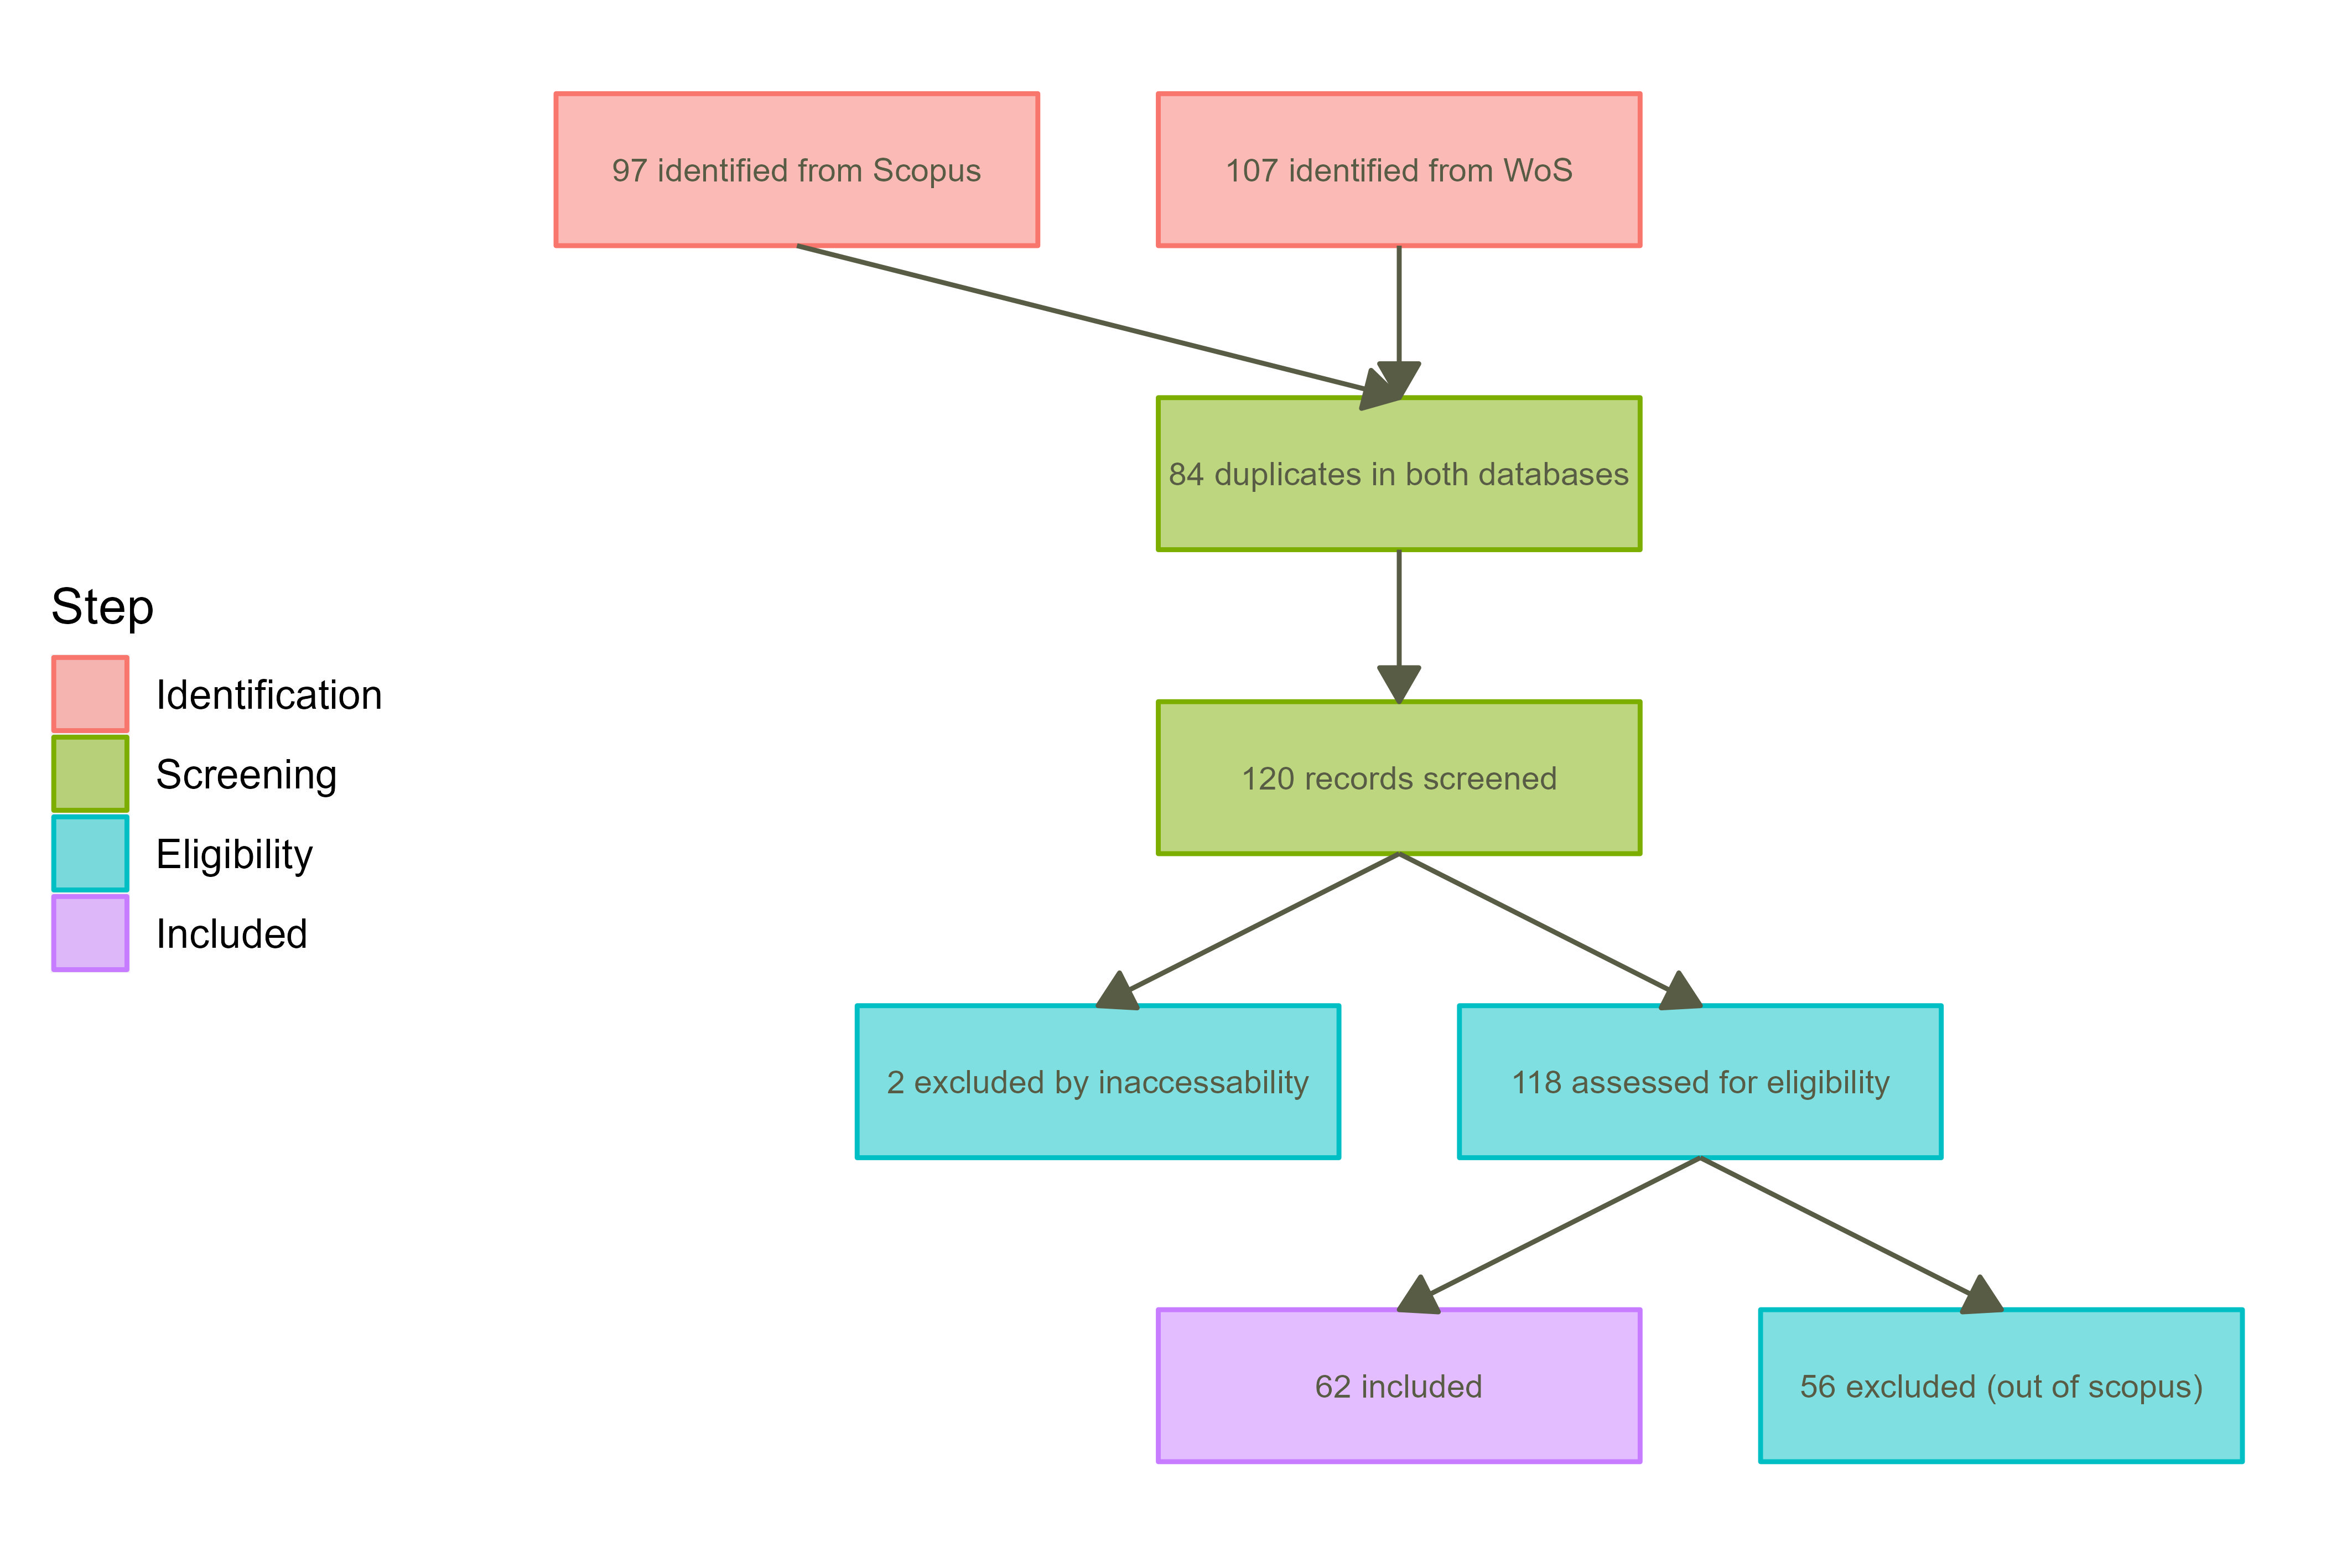 97 identified from Scopus
107 identified from WoS
84 duplicates in both databases
120 records screened
2 excluded by inaccessability
118 assessed for eligibility
62 included
56 excluded (out of scopus)
Step
Identification
Screening
Eligibility
Included